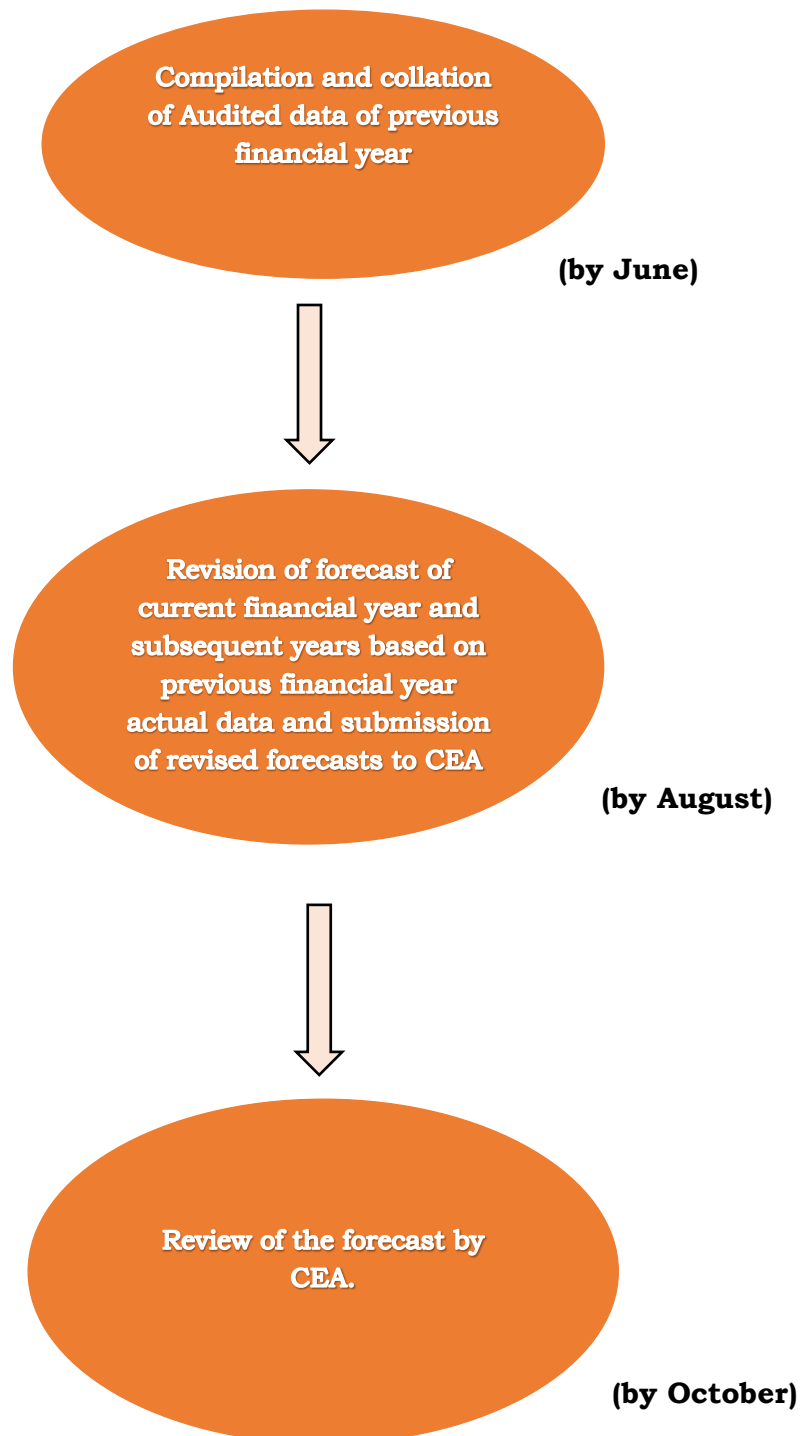 Compilation and collation
of Audited data of previous
financial year
(by June)
Revision of forecast of
current financial year and
subsequent years based on
previous financial year
actual data and submission
of revised forecasts to CEA
(by August)
Review of the forecast by
CEA.
(by October)